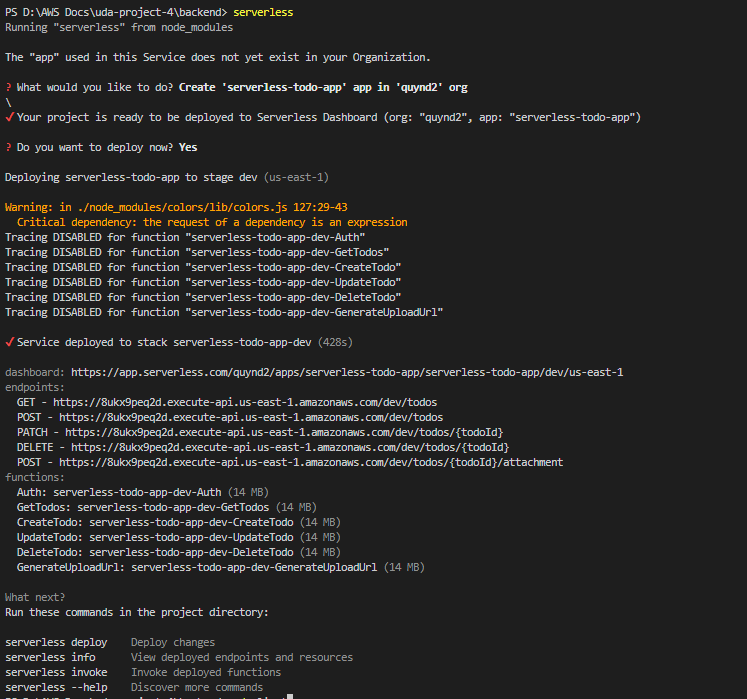 PS D:\AWS Docs\uda-project-4\backend> serverless
Running "serverless" from node_modules
The "app" used in this Service does not yet exist in your Organization.
? What would you like to do? Create 'serverless-todo-app' app in 'quynd2' org
\
✓Your project is ready to be deployed to Serverless Dashboard (org: "quynd2", app: "serverless-todo-app")
? Do you want to deploy now? Yes
Deploying serverless-todo-app to stage dev (us-east-1)
Warning: in ./node_modules/colors/lib/colors.js 127:29-43
Critical dependency: the request of a dependency is an expression
Tracing DISABLED for function "serverless-todo-app-dev-Auth"
Tracing DISABLED for function "serverless-todo-app-dev-GetTodos"
Tracing DISABLED for function "serverless-todo-app-dev-CreateTodo"
Tracing DISABLED for function "serverless-todo-app-dev-UpdateTodo"
Tracing DISABLED for function "serverless-todo-app-dev-DeleteTodo"
Tracing DISABLED for function "serverless-todo-app-dev-GenerateUploadUrl"
✓Service deployed to stack serverless-todo-app-dev (428s)
dashboard: https://app.serverless.com/quynd2/apps/serverless-todo-app/serverless-todo-app/dev/us-east-1
endpoints:
GET - https://8ukx9peq2d.execute-api.us-east-1.amazonaws.com/dev/todos
POST - https://8ukx9peq2d.execute-api.us-east-1.amazonaws.com/dev/todos
PATCH - https://8ukx9peq2d.execute-api.us-east-1.amazonaws.com/dev/todos/{todoId}
DELETE - https://8ukx9peq2d.execute-api.us-east-1.amazonaws.com/dev/todos/{todoId}
POST - https://8ukx9peq2d.execute-api.us-east-1.amazonaws.com/dev/todos/{todoId}/attachment
functions:
Auth: serverless-todo-app-dev-Auth (14 MB)
GetTodos: serverless-todo-app-dev-GetTodos (14 MB)
CreateTodo: serverless-todo-app-dev-CreateTodo (14 MB)
UpdateTodo: serverless-todo-app-dev-UpdateTodo (14 MB)
DeleteTodo: serverless-todo-app-dev-DeleteTodo (14 MB)
GenerateUploadUrl: serverless-todo-app-dev-GenerateUploadUrl (14 MB)
What next?
Run these commands in the project directory:
serverless deploy    Deploy changes
serverless info      View deployed endpoints and resources
serverless invoke    Invoke deployed functions
serverless --help    Discover more commands